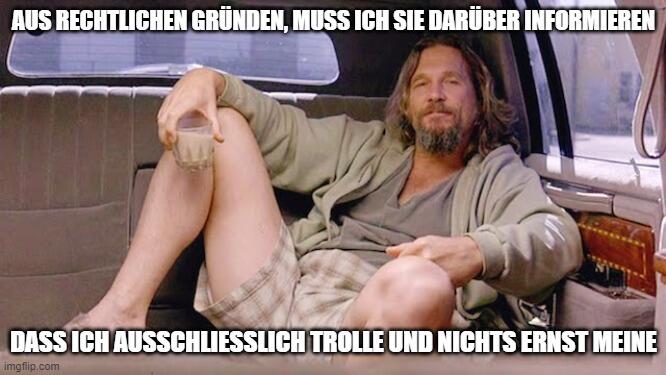 AUS RECHTLICHEN GRÜNDEN, MUSS ICH SIE DARÜBER INFORMIEREN
DASS ICH AUSSCHLIESSLICH TROLLE UND NICHTS ERNST MEINE
imgflip.com